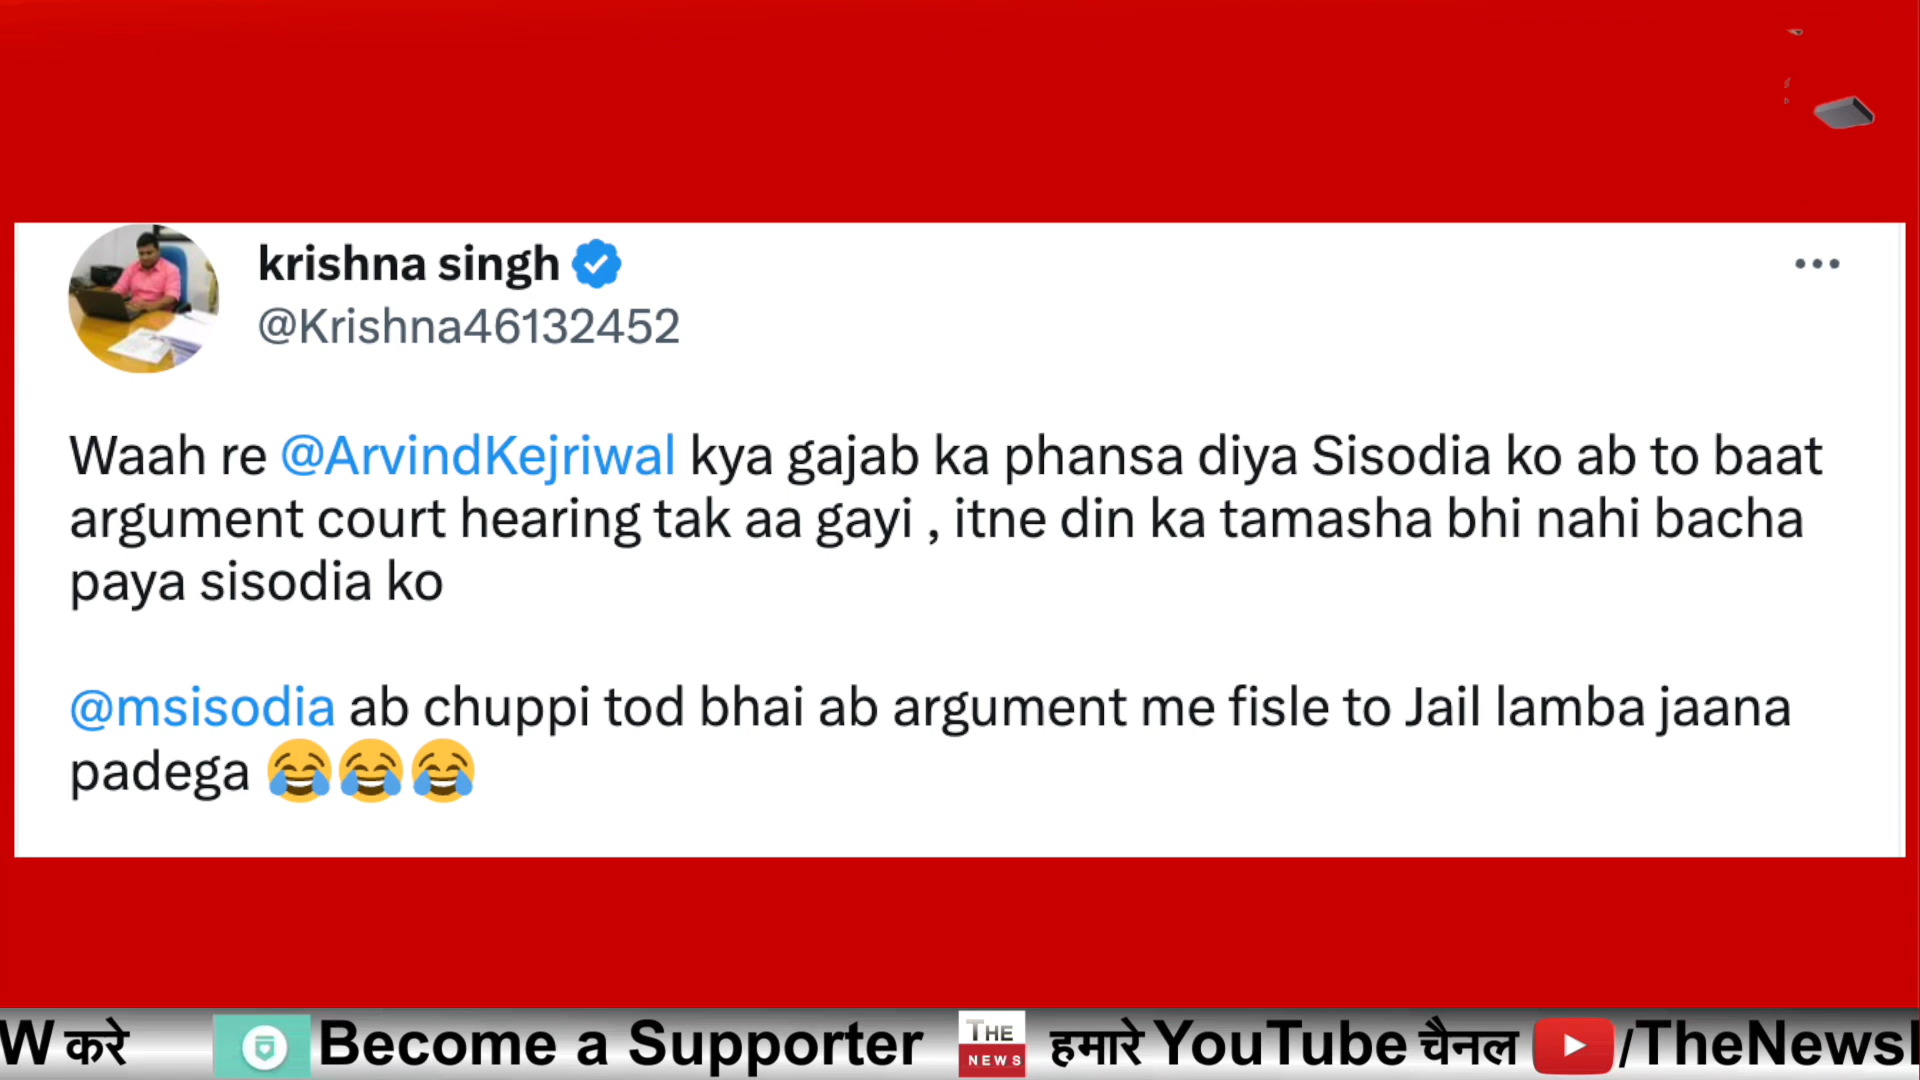 krishna singh
@Krishna46132452
Waah re @ArvindKejriwal kya gajab ka phansa diya Sisodia ko ab to baat
argument court hearing tak aa gayi , itne din ka tamasha bhi nahi bacha
paya sisodia ko
@msisodia ab chuppi tod bhai ab argument me fisle to Jail lamba jaana
padega 😂😂😂
W करे Become a Supporter THE NEWS हमारे YouTube चैनल /TheNews